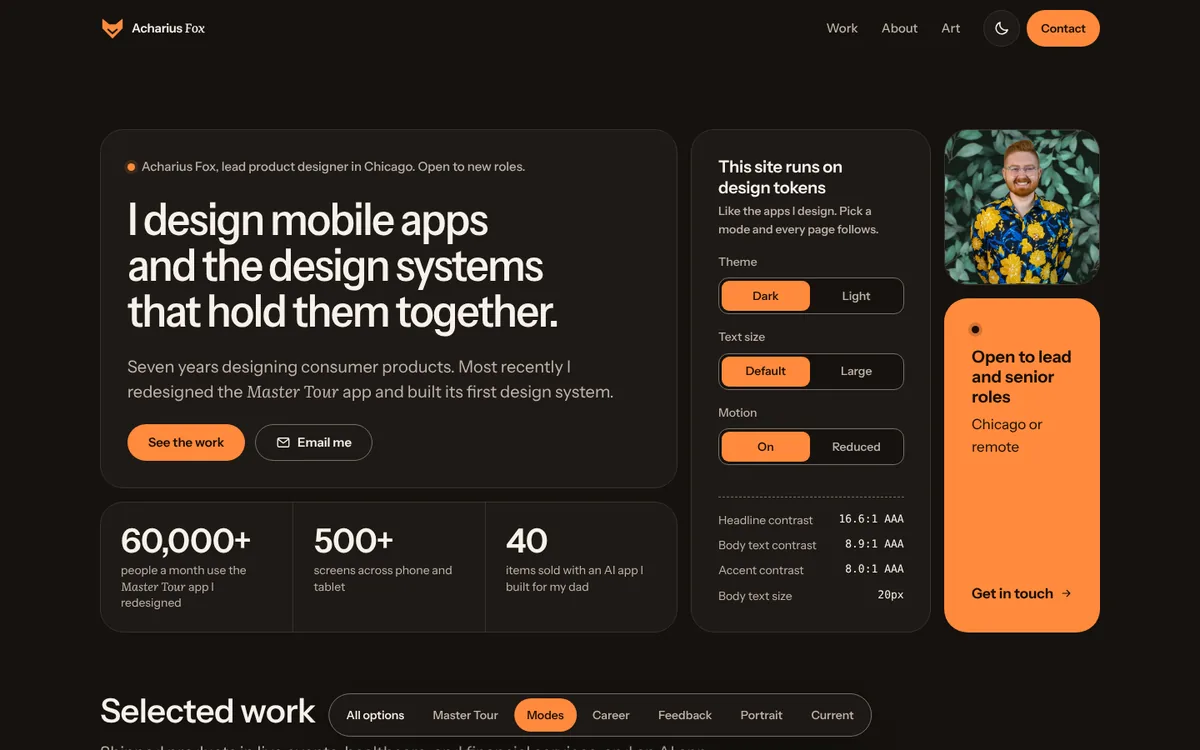 Acharius Fox
Work
About
Art
Contact
Acharius Fox, lead product designer in Chicago. Open to new roles.
I design mobile apps
and the design systems
that hold them together.
Seven years designing consumer products. Most recently I
redesigned the Master Tour app and built its first design system.
See the work
Email me
60,000+
people a month use the
Master Tour app I
redesigned
500+
screens across phone and
tablet
40
items sold with an AI app I
built for my dad
This site runs on
design tokens
Like the apps I design. Pick a
mode and every page follows.
Theme
Dark
Light
Text size
Default
Large
Motion
On
Reduced
Headline contrast 16.6:1 AAA
Body text contrast 8.9:1 AAA
Accent contrast 8.0:1 AAA
Body text size 20px
Open to lead
and senior
roles
Chicago or
remote
Get in touch →
Selected work
All options
Master Tour
Modes
Career
Feedback
Portrait
Current